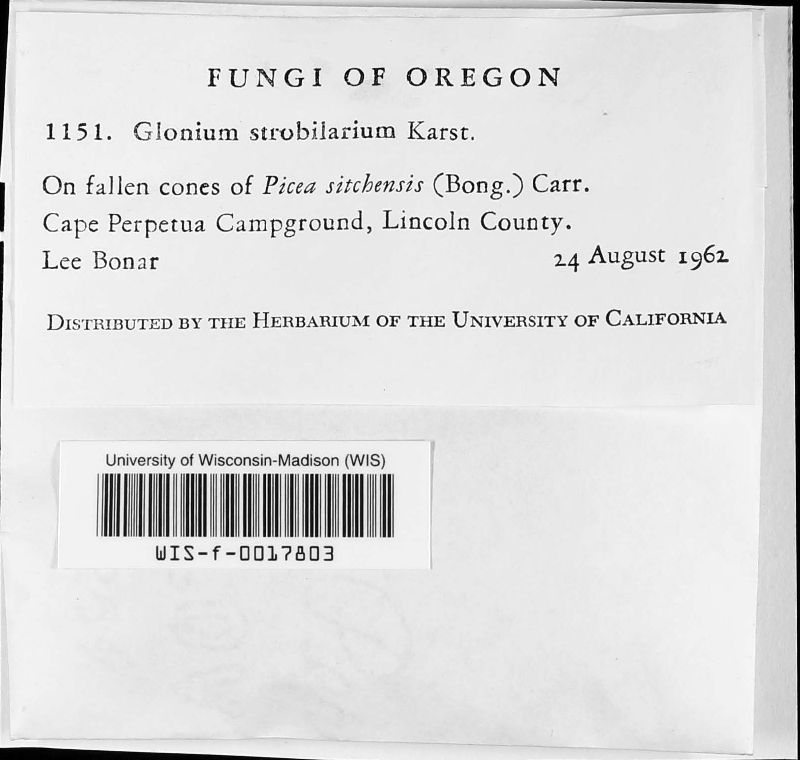 FUNGI OF OREGON
1151. Glonium strobilarium Karst.
On fallen cones of Picea sitchensis (Bong.) Carr.
Cape Perpetua Campground, Lincoln County.
Lee Bonar 24 August 1962
DISTRIBUTED BY THE HERBARIUM OF THE UNIVERSITY OF CALIFORNIA
University of Wisconsin-Madison (WIS)
WIS-f-0017803